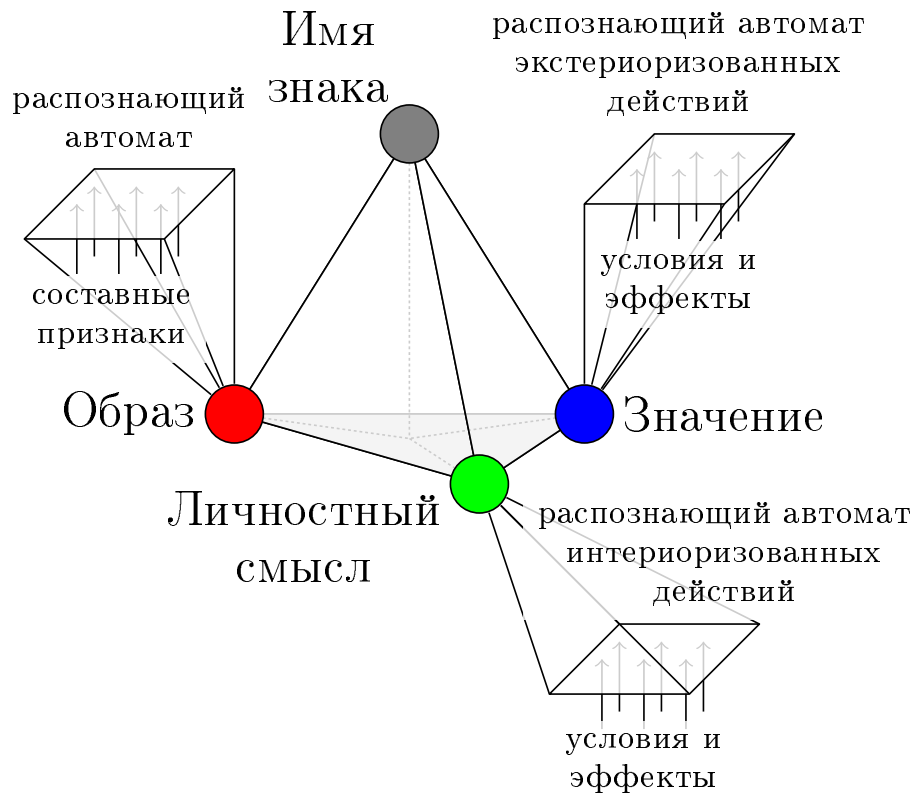 Имя
знака
распознающий автомат
экстериоризованных
действий
распознающий
автомат
условия и
эффекты
составные
признаки
Образ
Значение
Личностный
смысл
распознающий автомат
интериоризованных
действий
условия и
эффекты